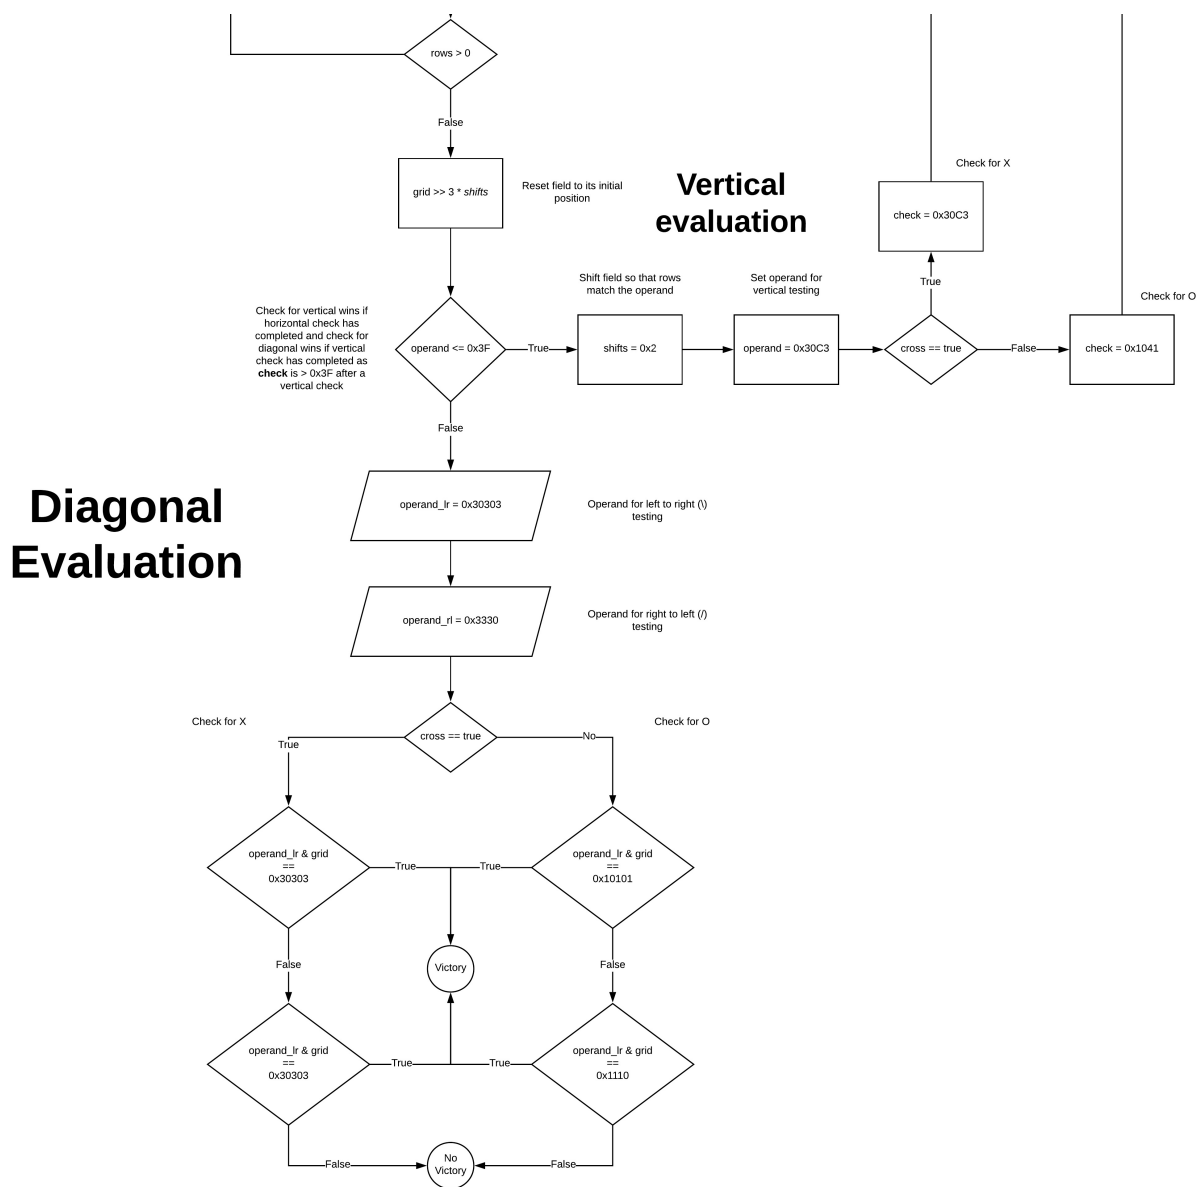 rows > 0
False
grid >> 3 * shifts
Reset field to its initial
position
Vertical
evaluation
Check for X
check = 0x30C3
True
Check for vertical wins if
horizontal check has
completed and check for
diagonal wins if vertical
check has completed as
check is > 0x3F after a
vertical check
operand <= 0x3F
True
Shift field so that rows
match the operand
shifts = 0x2
Set operand for
vertical testing
operand = 0x30C3
cross == true
False
Check for O
check = 0x1041
False
Diagonal
Evaluation
operand_lr = 0x30303
Operand for left to right (\)
testing
operand_rl = 0x3330
Operand for right to left (/)
testing
Check for X
cross == true
Check for O
True
No
operand_lr & grid
==
0x30303
True
True
operand_lr & grid
==
0x10101
False
Victory
False
operand_lr & grid
==
0x30303
True
True
operand_lr & grid
==
0x1110
False
No
Victory
False